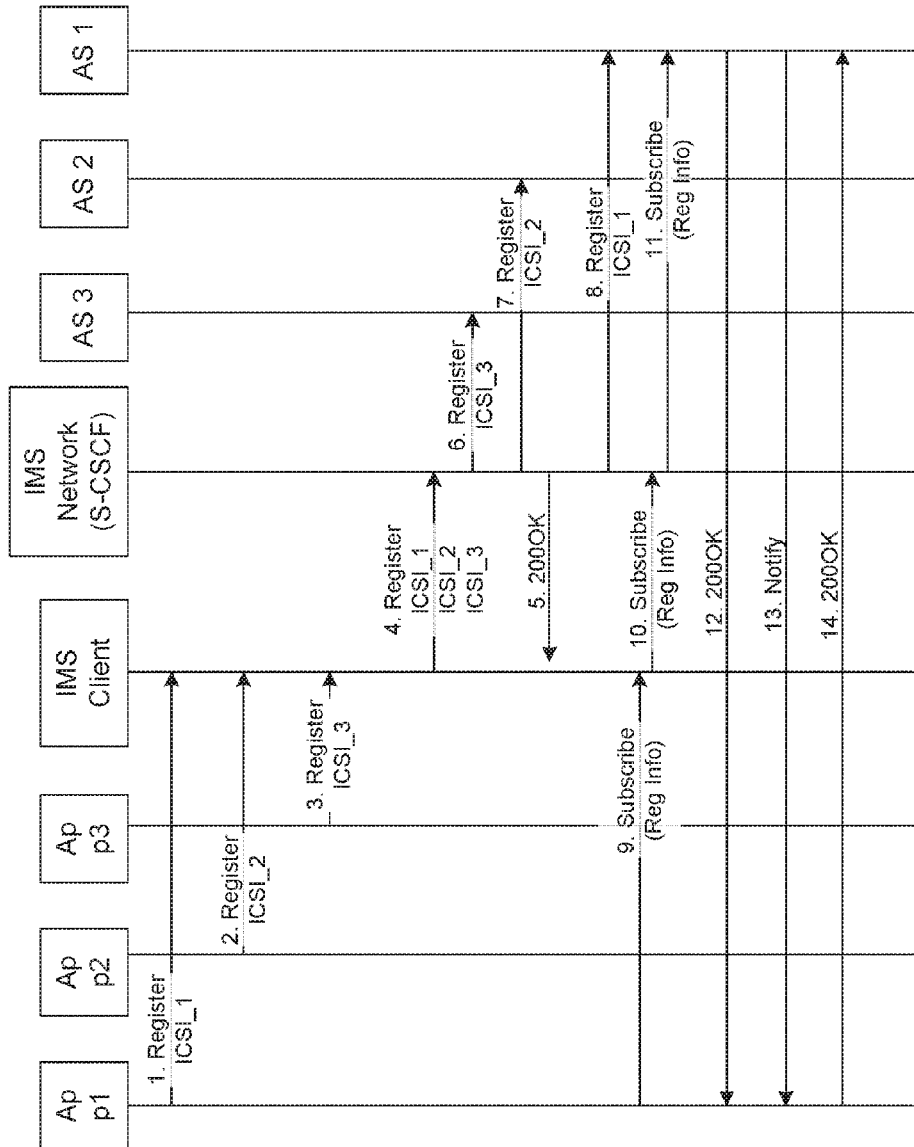 Ap
p1
Ap
p2
Ap
p3
IMS
Client
IMS
Network
(S-CSCF)
AS 3
AS 2
AS 1
1. Register
ICSI_1
2. Register
ICSI_2
3. Register
ICSI_3
4. Register
ICSI_1
ICSI_2
ICSI_3
6. Register
ICSI_3
7. Register
ICSI_2
5. 200OK
8. Register
ICSI_1
9. Subscribe
(Reg Info)
10. Subscribe
(Reg Info)
11. Subscribe
(Reg Info)
12. 200OK
13. Notify
14. 200OK